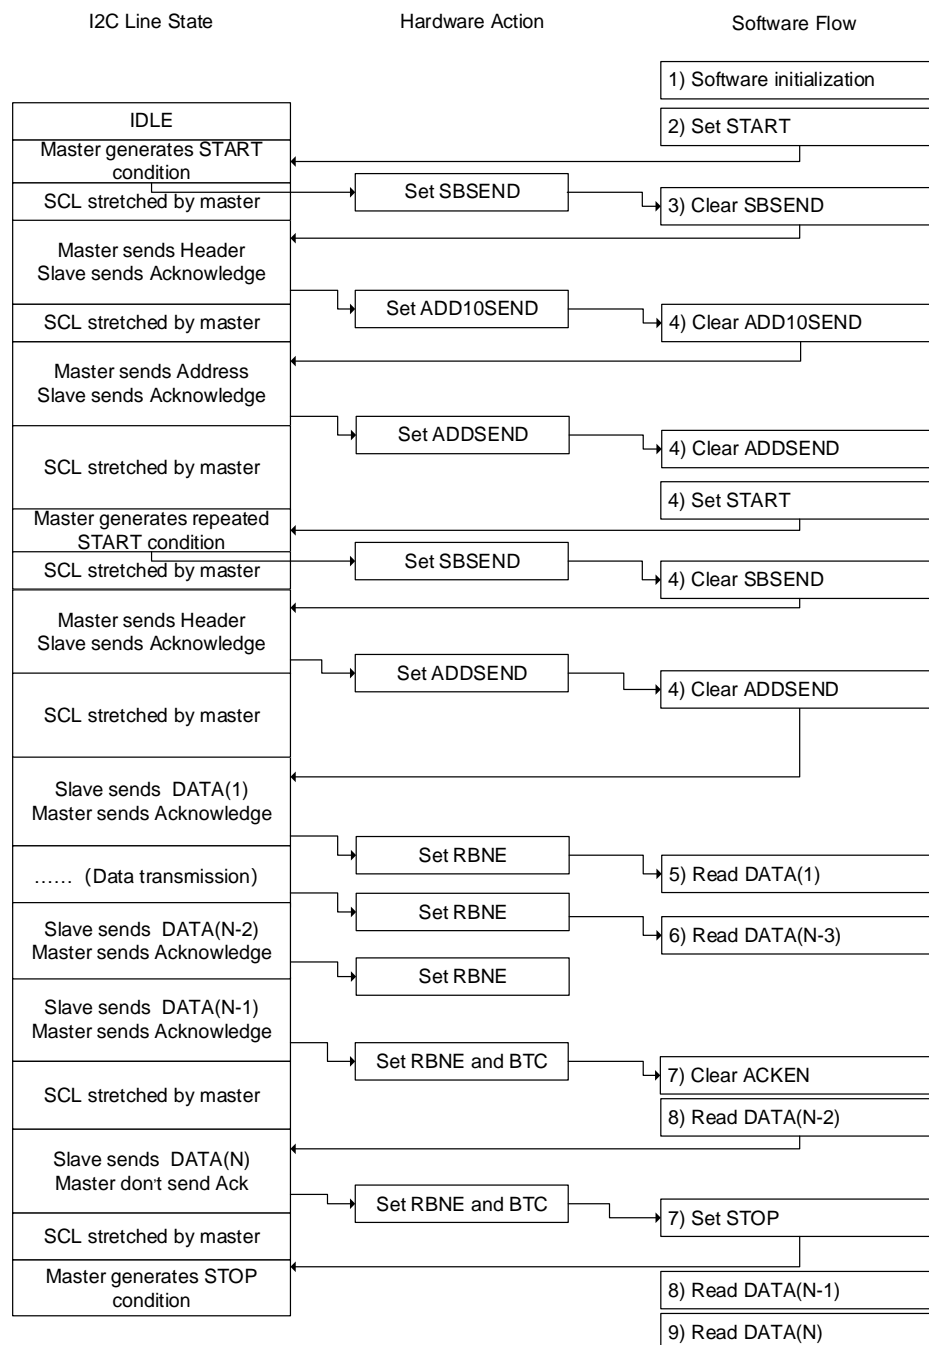 I2C Line State
Hardware Action
Software Flow
1) Software initialization
IDLE
2) Set START
Master generates START
condition
Set SBSEND
SCL stretched by master
3) Clear SBSEND
Master sends Header
Slave sends Acknowledge
Set ADD10SEND
SCL stretched by master
4) Clear ADD10SEND
Master sends Address
Slave sends Acknowledge
Set ADDSEND
4) Clear ADDSEND
SCL stretched by master
4) Set START
Master generates repeated
START condition
Set SBSEND
SCL stretched by master
4) Clear SBSEND
Master sends Header
Slave sends Acknowledge
Set ADDSEND
4) Clear ADDSEND
SCL stretched by master
Slave sends DATA(1)
Master sends Acknowledge
Set RBNE
5) Read DATA(1)
…… (Data transmission)
Set RBNE
Slave sends DATA(N-2)
Master sends Acknowledge
6) Read DATA(N-3)
Set RBNE
Slave sends DATA(N-1)
Master sends Acknowledge
Set RBNE and BTC
7) Clear ACKEN
SCL stretched by master
8) Read DATA(N-2)
Slave sends DATA(N)
Master don't send Ack
Set RBNE and BTC
7) Set STOP
SCL stretched by master
Master generates STOP
condition
8) Read DATA(N-1)
9) Read DATA(N)